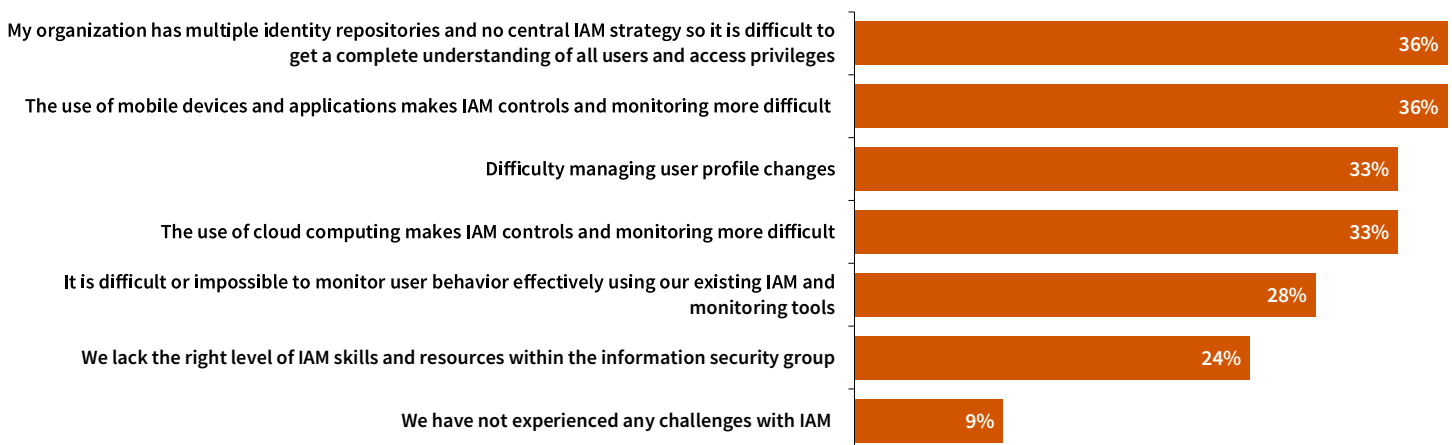 My organization has multiple identity repositories and no central IAM strategy so it is difficult to
get a complete understanding of all users and access privileges
36%
The use of mobile devices and applications makes IAM controls and monitoring more difficult
36%
Difficulty managing user profile changes
33%
The use of cloud computing makes IAM controls and monitoring more difficult
33%
It is difficult or impossible to monitor user behavior effectively using our existing IAM and
monitoring tools
28%
We lack the right level of IAM skills and resources within the information security group
24%
We have not experienced any challenges with IAM
9%